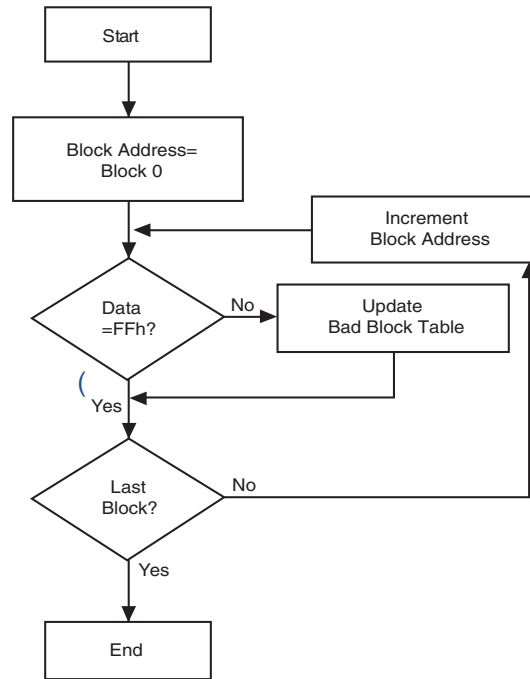 Start
Block Address=
Block 0
Increment
Block Address
Data
=FFh?
No
Update
Bad Block Table
(
Yes
Last
Block?
No
Yes
End